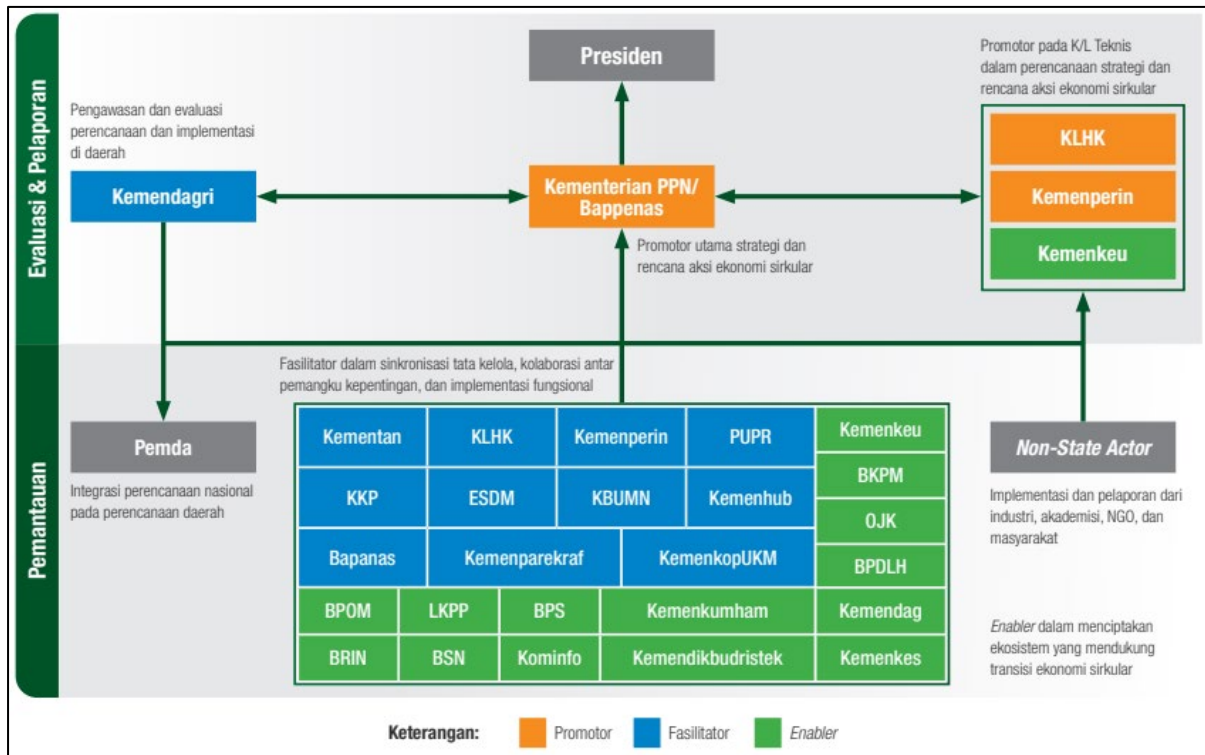 Evaluasi & Pelaporan
Presiden
Promotor pada K/L Teknis
dalam perencanaan strategi dan
rencana aksi ekonomi sirkular
Pengawasan dan evaluasi
perencanaan dan implementasi
di daerah
Kemendagri
Kementerian PPN/
Bappenas
KLHK
Kemenperin
Kemenkeu
Promotor utama strategi dan
rencana aksi ekonomi sirkular
Pemantauan
Fasilitator dalam sinkronisasi tata kelola, kolaborasi antar
pemangku kepentingan, dan implementasi fungsional
Pemda
Integrasi perencanaan nasional
pada perencanaan daerah
Kementan KLHK Kemenperin PUPR Kemenkeu
KKP ESDM KBUMN Kemenhub BKPM
OJK
Bapanas Kemenparekraf KemenkopUKM BPDLH
BPOM LKPP BPS Kemenkumham Kemendag
BRIN BSN Kominfo Kemendikbudristek Kemenkes
Non-State Actor
Implementasi dan pelaporan dari
industri, akademisi, NGO, dan
masyarakat
Enabler dalam menciptakan
ekosistem yang mendukung
transisi ekonomi sirkular
Keterangan: Promotor Fasilitator Enabler